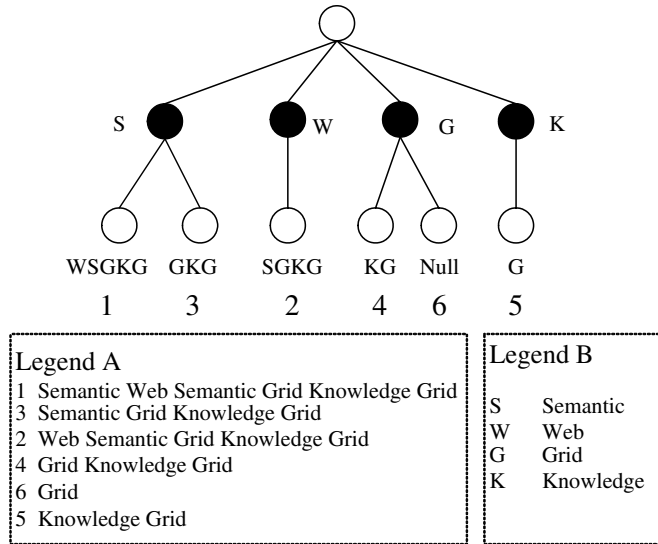 S W G K
WSGKG GKG SGKG KG Null G
1 3 2 4 6 5
Legend A
1 Semantic Web Semantic Grid Knowledge Grid
3 Semantic Grid Knowledge Grid
2 Web Semantic Grid Knowledge Grid
4 Grid Knowledge Grid
6 Grid
5 Knowledge Grid
Legend B
S Semantic
W Web
G Grid
K Knowledge